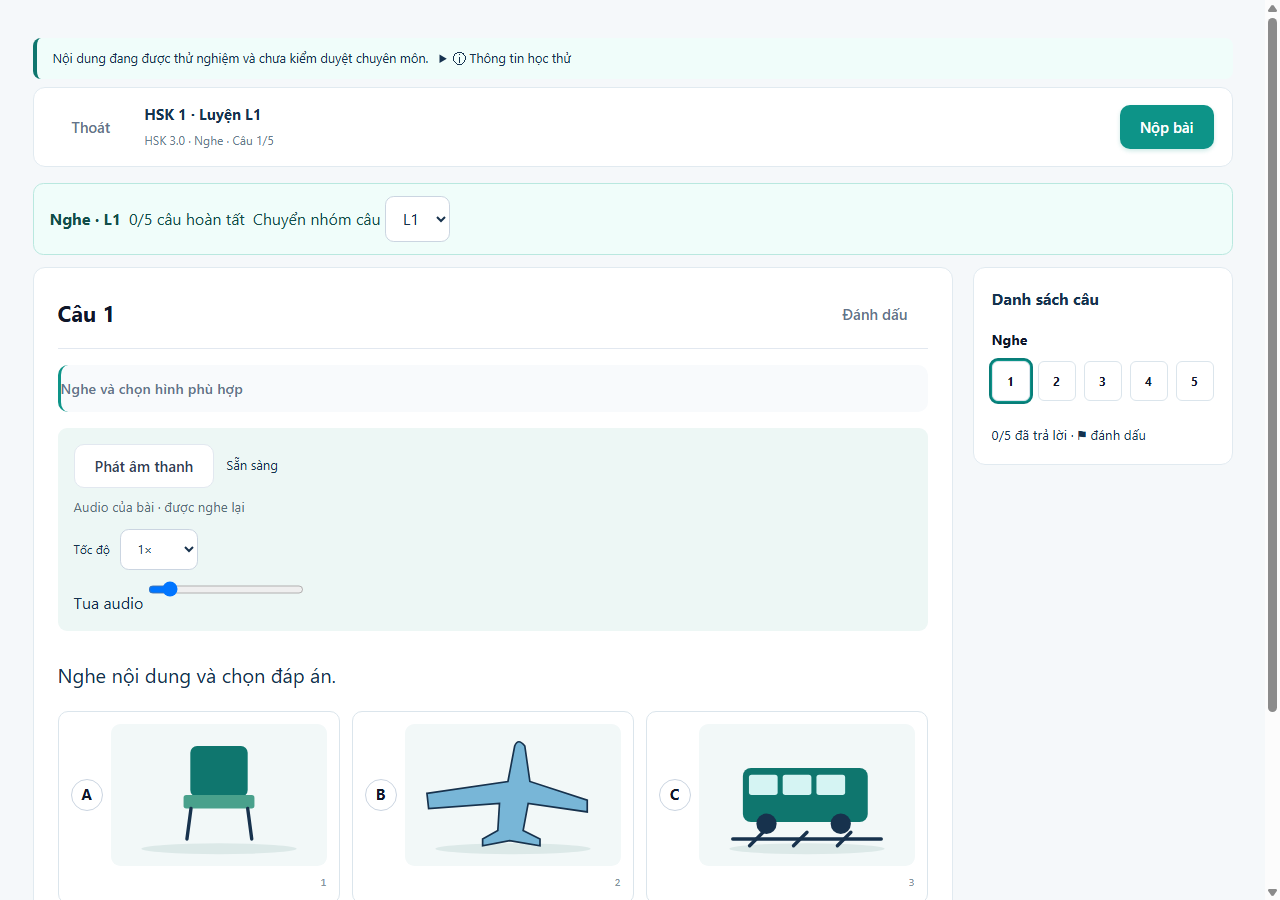 Nội dung đang được thử nghiệm và chưa kiểm duyệt chuyên môn. ▶ ⓘ Thông tin học thử
Thoát
HSK 1 · Luyện L1
HSK 3.0 · Nghe · Câu 1/5
Nộp bài
Nghe · L1 0/5 câu hoàn tất Chuyển nhóm câu L1
Câu 1
Đánh dấu
Nghe và chọn hình phù hợp
Phát âm thanh
Sẵn sàng
Audio của bài · được nghe lại
Tốc độ 1×
Tua audio
Nghe nội dung và chọn đáp án.
A
1
B
2
C
3
Danh sách câu
Nghe
1 2 3 4 5
0/5 đã trả lời · ⚑ đánh dấu